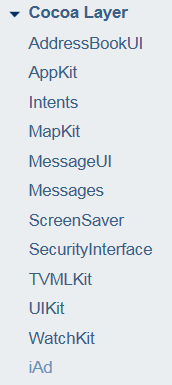 Cocoa Layer
AddressBookUI
AppKit
Intents
MapKit
MessageUI
Messages
ScreenSaver
SecurityInterface
TVMLKit
UIKit
WatchKit
iAd